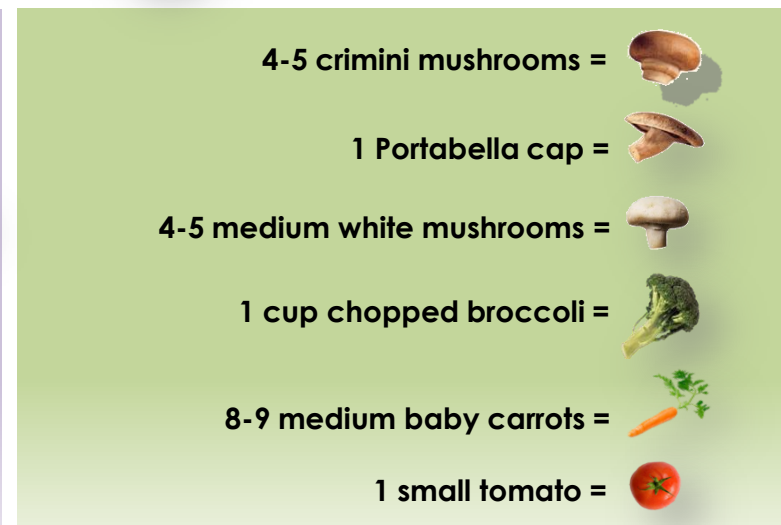 4-5 crimini mushrooms =
1 Portabella cap =
4-5 medium white mushrooms =
1 cup chopped broccoli =
8-9 medium baby carrots =
1 small tomato =